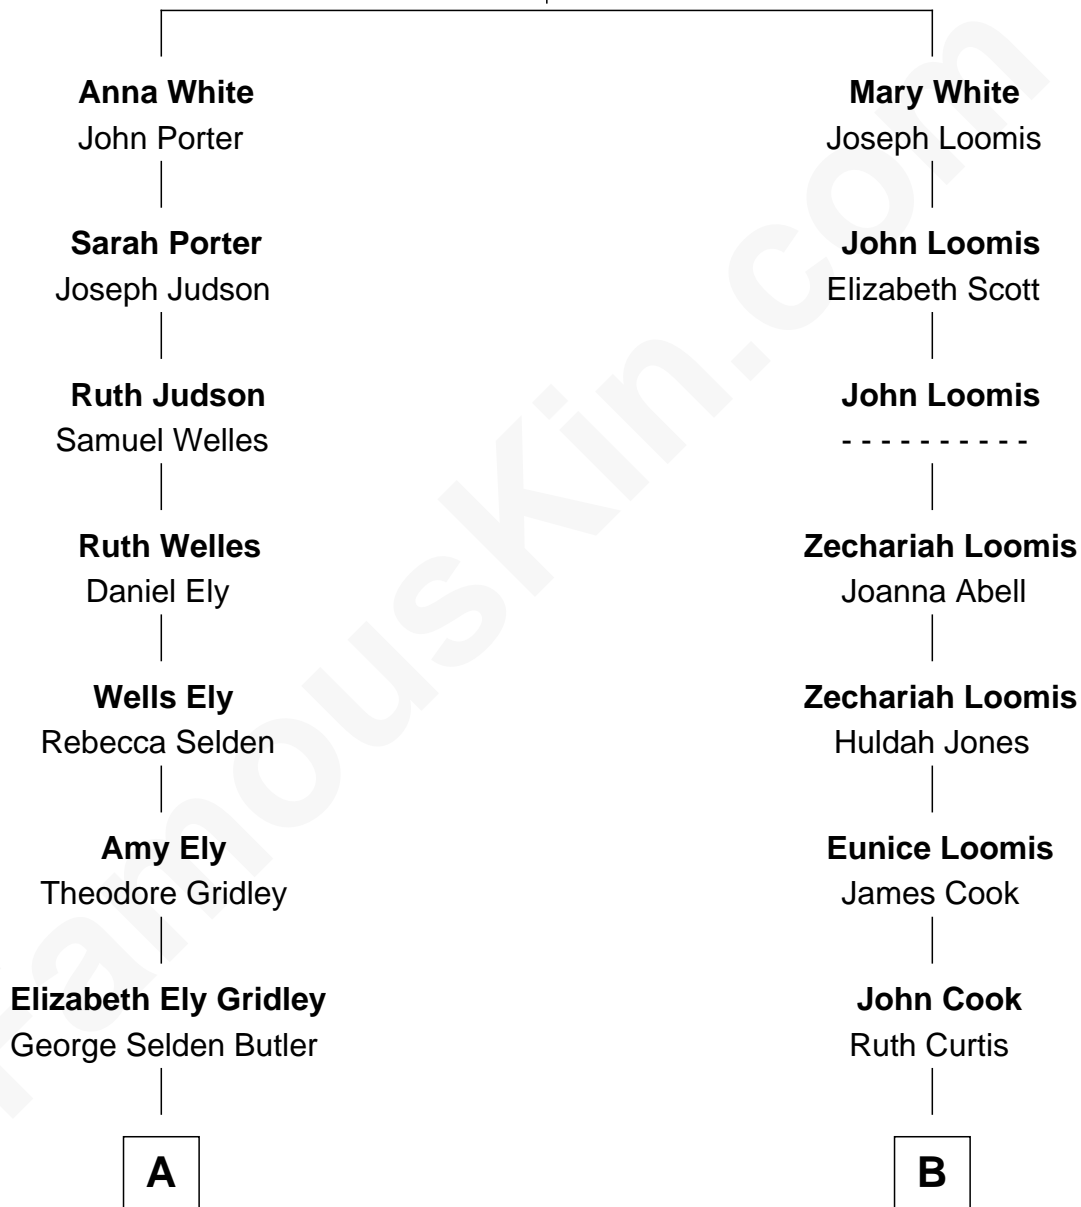 Anna White
John Porter
Mary White
Joseph Loomis
Sarah Porter
Joseph Judson
John Loomis
Elizabeth Scott
Ruth Judson
Samuel Welles
John Loomis
- - - - - - - - - -
Ruth Welles
Daniel Ely
Zechariah Loomis
Joanna Abell
Wells Ely
Rebecca Selden
Zechariah Loomis
Huldah Jones
Amy Ely
Theodore Gridley
Eunice Loomis
James Cook
Elizabeth Ely Gridley
George Selden Butler
John Cook
Ruth Curtis
A
B
FamousKin.com